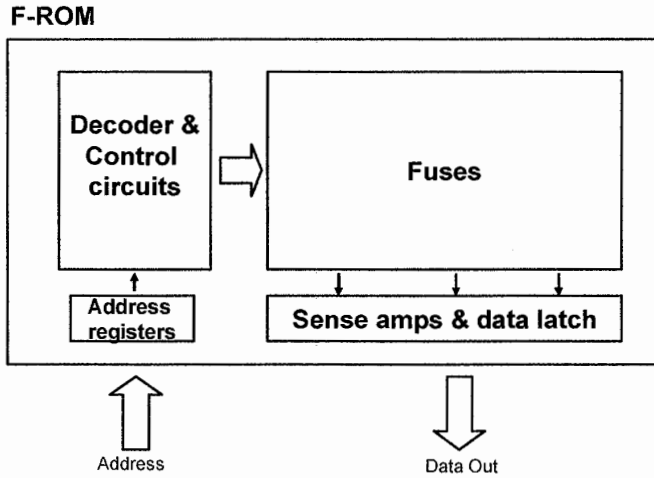 F-ROM
Decoder &
Control
circuits
Fuses
Address
registers
Sense amps & data latch
Address
Data Out